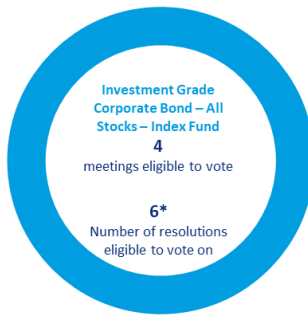 Investment Grade
Corporate Bond – All
Stocks – Index Fund
4
meetings eligible to vote
6*
Number of resolutions
eligible to vote on